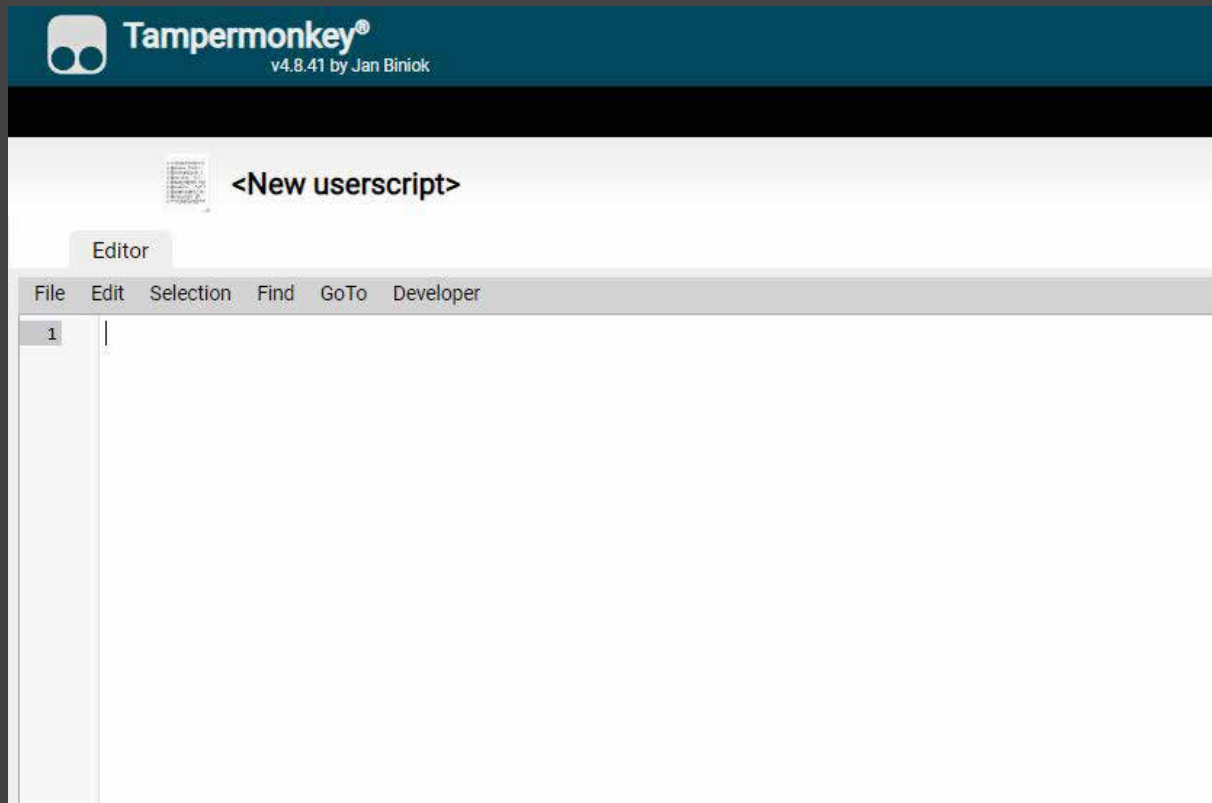 Tampermonkey®
v4.8.41 by Jan Biniok
<New userscript>
Editor
File Edit Selection Find GoTo Developer
1